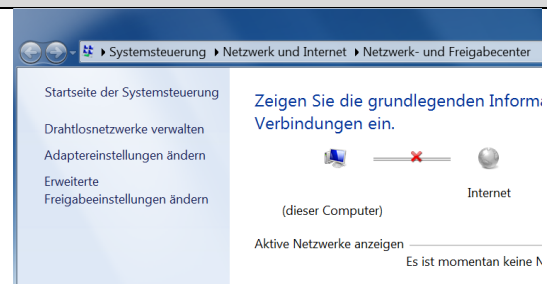 Systemsteuerung Netzwerk und Internet Netzwerk- und Freigabecenter
Startseite der Systemsteuerung
Drahtlosnetzwerke verwalten
Adaptereinstellungen ändern
Erweiterte
Freigabeeinstellungen ändern
Zeigen Sie die grundlegenden Informa
Verbindungen ein.
(dieser Computer)
Internet
Aktive Netzwerke anzeigen
Es ist momentan keine N